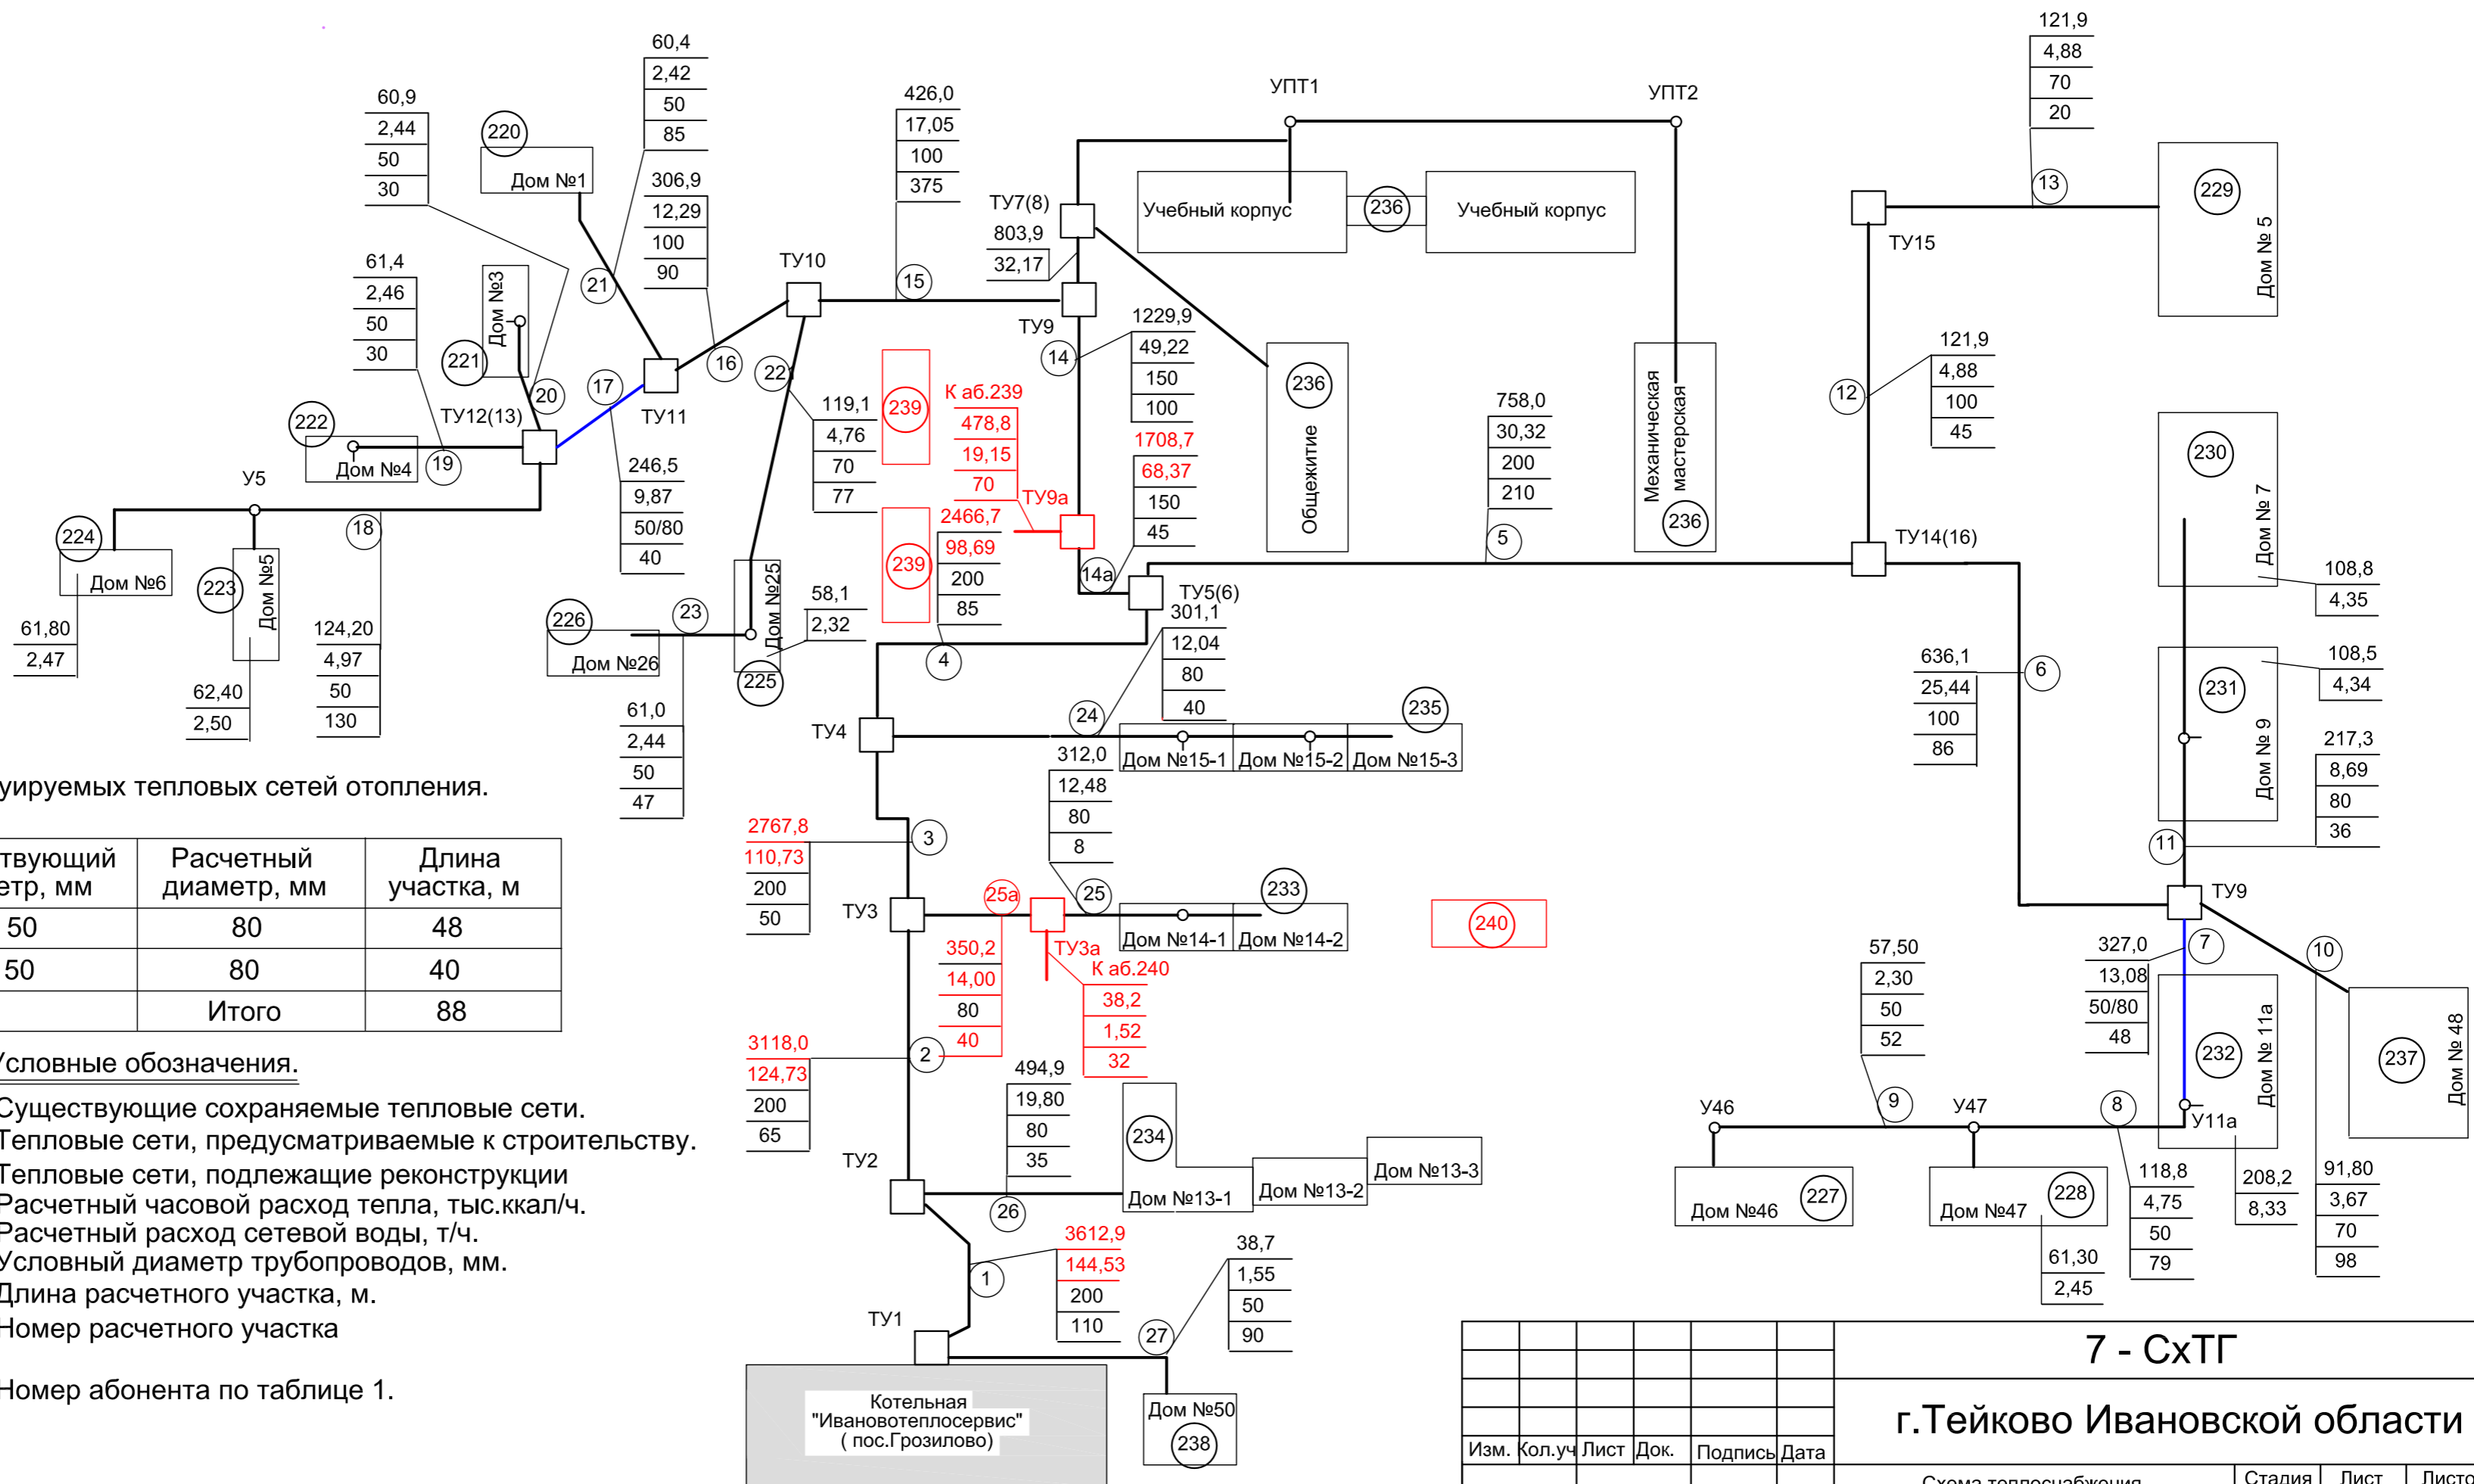 60,4
2,42
50
85
60,9
2,44
50
30
220
Дом №1
306,9
12,29
100
90
426,0
17,05
100
375
УПТ1
УПТ2
121,9
4,88
70
20
13
229
Дом № 5
ТУ7(8)
803,9
32,17
Учебный корпус
236
Учебный корпус
ТУ15
61,4
2,46
50
30
Дом №3
221
21
ТУ10
15
ТУ9
16
17
20
ТУ11
ТУ12(13)
222
Дом №4
19
У5
18
224
Дом №6
223
Дом №5
61,80
2,47
62,40
2,50
124,20
4,97
50
130
246,5
9,87
50/80
40
221
119,1
4,76
70
77
239
239
К аб.239
478,8
19,15
70
ТУ9а
14
1229,9
49,22
150
100
1708,7
68,37
150
45
14а
ТУ5(6)
2466,7
98,69
200
85
4
236
Общежитие
Механическая
мастерская
236
758,0
30,32
200
210
5
12
121,9
4,88
100
45
ТУ14(16)
230
Дом № 7
108,8
4,35
231
Дом № 9
108,5
4,34
217,3
8,69
80
36
11
636,1
25,44
100
86
6
226
Дом №26
23
Дом №25
225
58,1
2,32
61,0
2,44
50
47
301,1
12,04
80
40
ТУ4
24
235
Дом №15-1
Дом №15-2
Дом №15-3
312,0
12,48
80
8
2767,8
110,73
200
50
3
ТУ3
25а
25
233
ТУ3а
Дом №14-1
Дом №14-2
240
350,2
14,00
80
40
К аб.240
38,2
1,52
32
3118,0
124,73
200
65
2
494,9
19,80
80
35
ТУ2
26
234
Дом №13-1
Дом №13-2
Дом №13-3
3612,9
144,53
200
110
1
ТУ1
27
38,7
1,55
50
90
Дом №50
238
Котельная
"Ивановотеплосервис"
( пос.Грозилово)
ТУ9
7
10
57,50
2,30
50
52
327,0
13,08
50/80
48
232
Дом № 11а
237
Дом № 48
У46
9
У47
8
У11а
Дом №46
227
Дом №47
228
61,30
2,45
118,8
4,75
50
79
208,2
8,33
91,80
3,67
70
98
уируемых тепловых сетей отопления.
твующий
етр, мм
Расчетный
диаметр, мм
Длина
участка, м
50 80 48
50 80 40
Итого 88
Условные обозначения.
Существующие сохраняемые тепловые сети.
Тепловые сети, предусматриваемые к строительству.
Тепловые сети, подлежащие реконструкции
Расчетный часовой расход тепла, тыс.ккал/ч.
Расчетный расход сетевой воды, т/ч.
Условный диаметр трубопроводов, мм.
Длина расчетного участка, м.
Номер расчетного участка
Номер абонента по таблице 1.
7 - СхТГ
г.Тейково Ивановской области
Изм. Кол.уч Лист Док. Подпись Дата
Схема теплоснабжения
Стадия Лист Листо